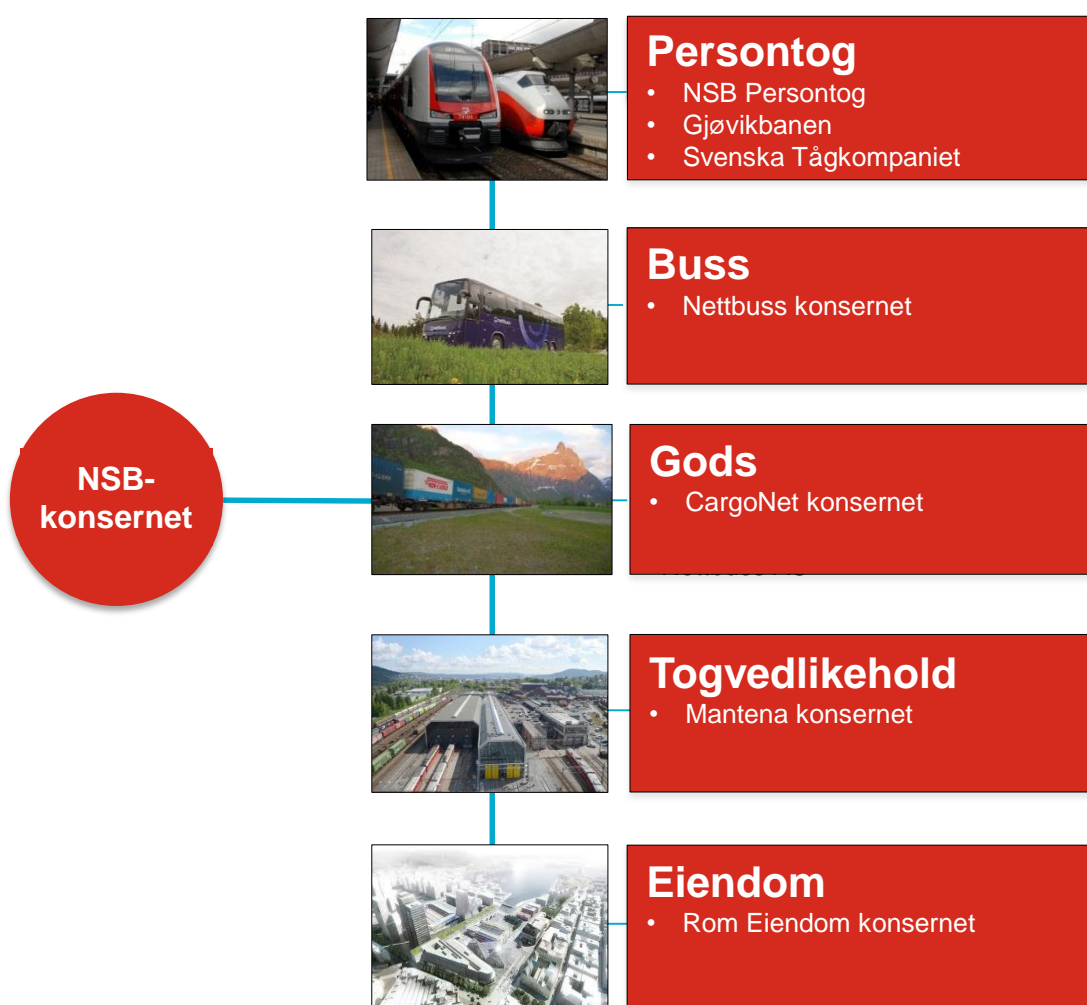 Persontog
• NSB Persontog
• Gjøvikbanen
• Svenska Tågkompaniet
Buss
• Nettbuss konsernet
NSB-
konsernet
Gods
• CargoNet konsernet
Togvedlikehold
• Mantena konsernet
Eiendom
• Rom Eiendom konsernet